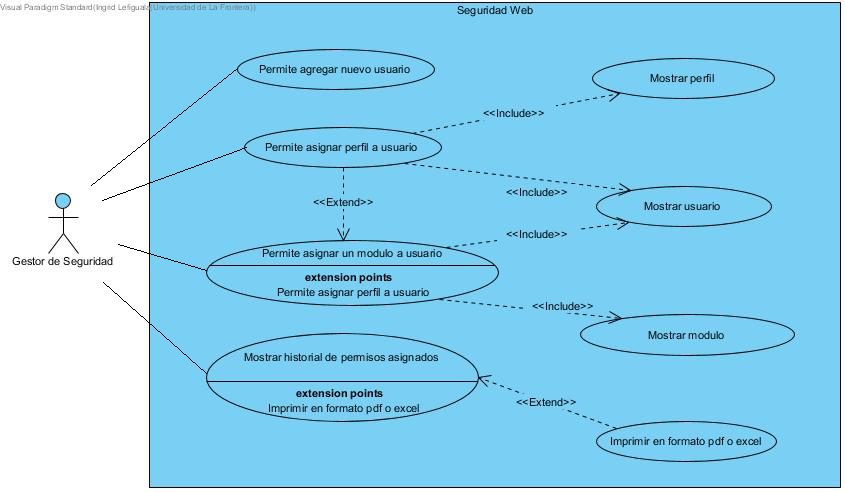 Visual Paradigm Standard(Ingrid Lefiguala(Universidad de La Frontera))
Seguridad Web
Permite agregar nuevo usuario
Mostrar perfil
<<Include>>
Permite asignar perfil a usuario
<<Include>>
<<Extend>>
Mostrar usuario
<<Include>>
Permite asignar un modulo a usuario
Gestor de Seguridad
extension points
Permite asignar perfil a usuario
<<Include>>
Mostrar modulo
Mostrar historial de permisos asignados
extension points
Imprimir en formato pdf o excel
<<Extend>>
Imprimir en formato pdf o excel